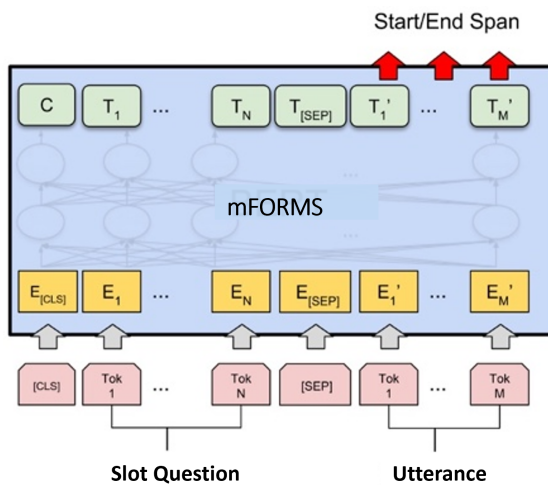 Start/End Span
C T1 ... TN T[SEP] T1' ... TM'
...
mFORMS
...
E[CLS] E1 ... EN E[SEP] E1' ... EM'
[CLS] Tok 1 ... Tok N [SEP] Tok 1 ... Tok M
Slot Question Utterance